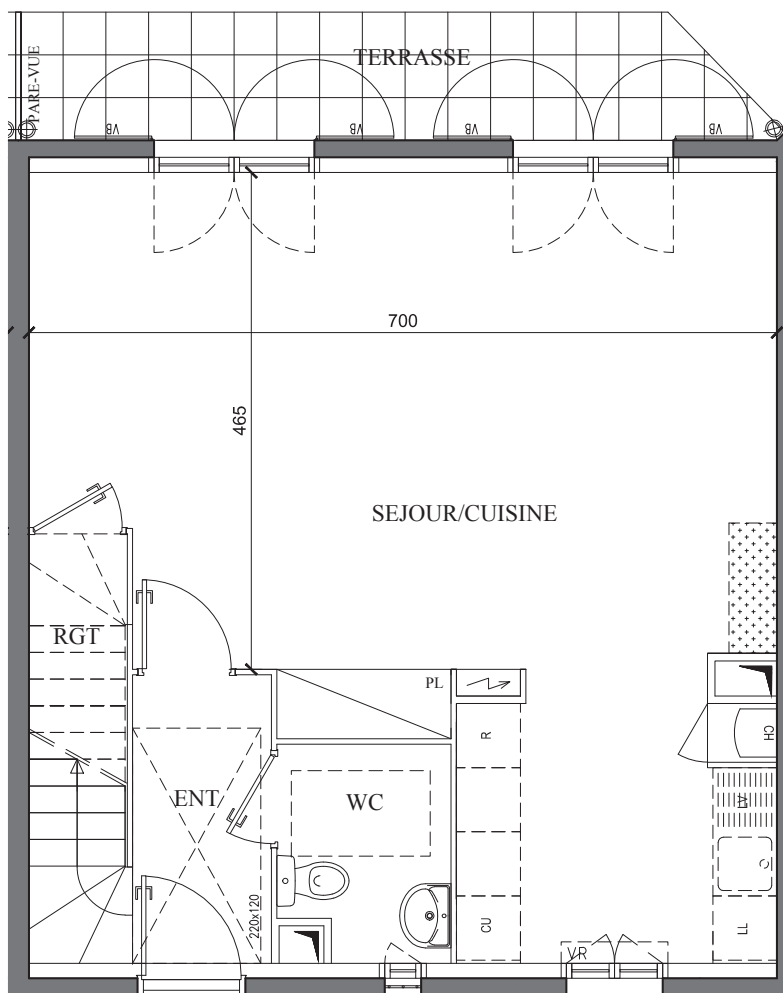 TERRASSE
PARE-VUE
VB
VB
VB
VB
700
465
SEJOUR/CUISINE
RGT
PL
R
CH
ENT
WC
LV
220x120
CU
LL
VR